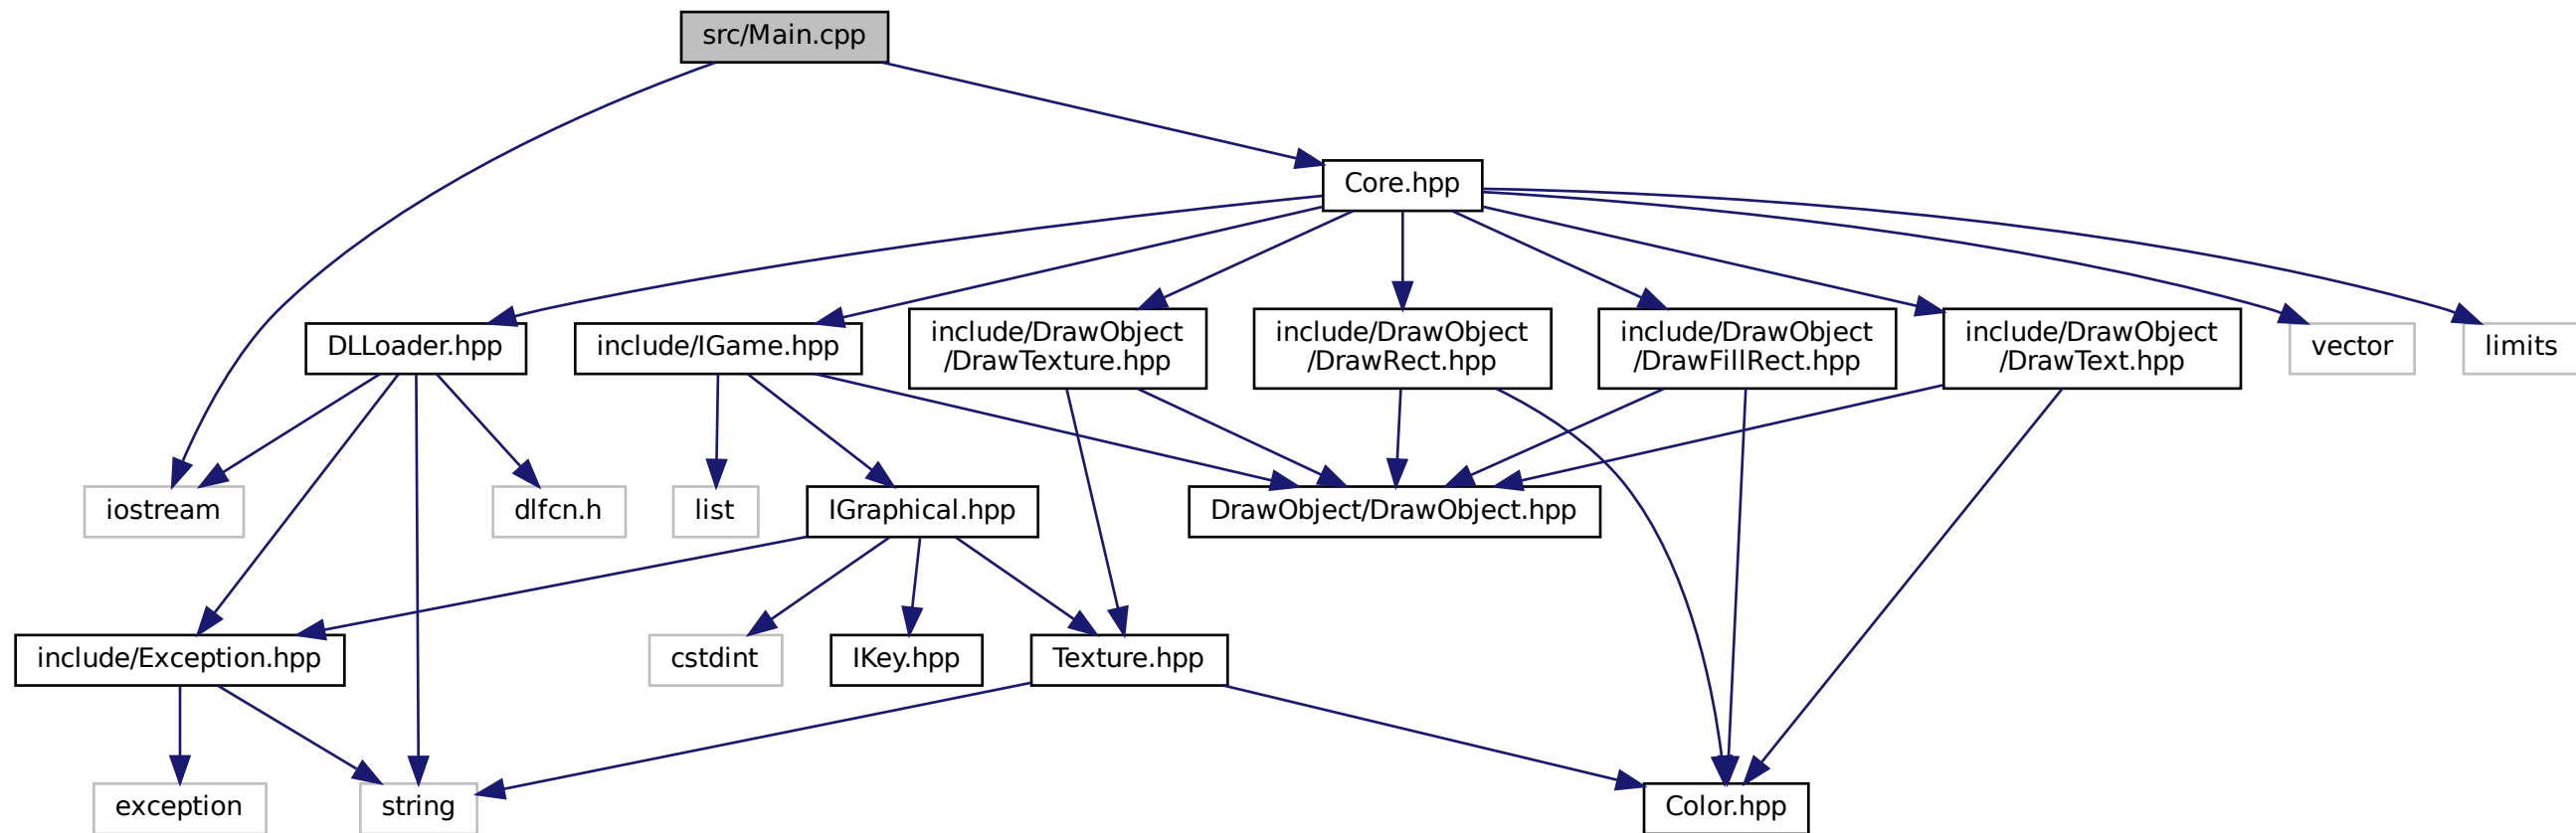 src/Main.cpp
Core.hpp
DLLoader.hpp
include/IGame.hpp
include/DrawObject
/DrawTexture.hpp
include/DrawObject
/DrawRect.hpp
include/DrawObject
/DrawFillRect.hpp
include/DrawObject
/DrawText.hpp
vector
limits
iostream
dlfcn.h
list
IGraphical.hpp
DrawObject/DrawObject.hpp
include/Exception.hpp
cstdint
IKey.hpp
Texture.hpp
exception
string
Color.hpp